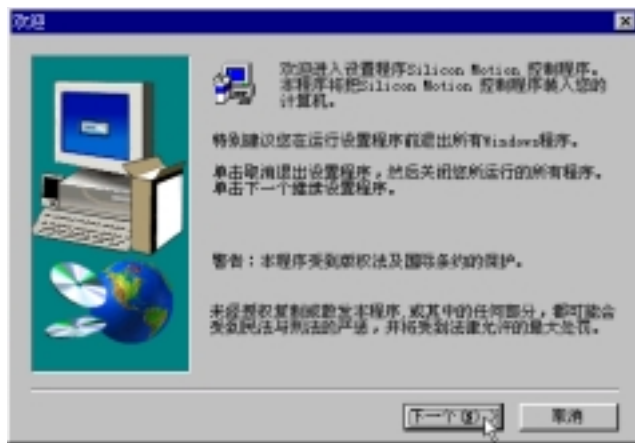 欢迎
欢迎进入设置程序Silicon Motion 控制程序。
本程序将把Silicon Motion 控制程序装入您的
计算机。
特别建议您在运行设置程序前退出所有Windows程序。
单击取消退出设置程序，然后关闭您所运行的所有程序。
单击下一个继续设置程序。
警告：本程序受到版权法及国际条约的保护。
未经授权复制或散发本程序 或其中的任何部分，都可能会
受到民法与刑法的严惩，并将受到法律允许的最大处罚。
下一个 >
取消